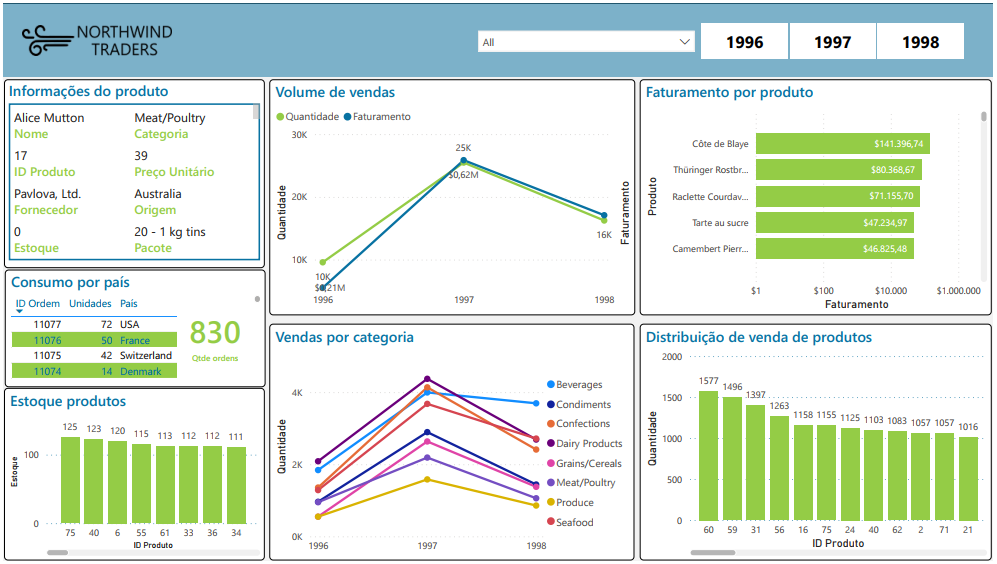 NORTHWIND
TRADERS
All
1996
1997
1998
Informações do produto
Alice Mutton Meat/Poultry
Nome Categoria
17 39
ID Produto Preço Unitário
Pavlova, Ltd. Australia
Fornecedor Origem
0 20 - 1 kg tins
Estoque Pacote
Volume de vendas
Quantidade Faturamento
30K
20K
10K
Quantidade
25K
$0,62M
16K
10K
1996 1997 1998
Faturamento
Faturamento por produto
Produto
Côte de Blaye $141.396,74
Thüringer Rostbr... $80.368,67
Raclette Courdav... $71.155,70
Tarte au sucre $47.234,97
Camembert Pierr... $46.825,48
$1 $100 $10.000 $1.000.000
Faturamento
Consumo por país
ID Ordem Unidades País
11077 72 USA
11076 50 France
11075 42 Switzerland
11074 14 Denmark
830
Qtde ordens
Estoque produtos
125 123 120 115 113 112 112 111
100
0
Estoque
75 40 6 55 61 33 36 34
ID Produto
Vendas por categoria
4K
2K
0K
Quantidade
1996 1997 1998
Beverages
Condiments
Confections
Dairy Products
Grains/Cereals
Meat/Poultry
Produce
Seafood
Distribuição de venda de produtos
2000
1500
1000
500
0
Quantidade
1577 1496 1397 1263 1158 1155 1125 1103 1083 1057 1057 1016
60 59 31 56 16 75 24 40 62 2 71 21
ID Produto